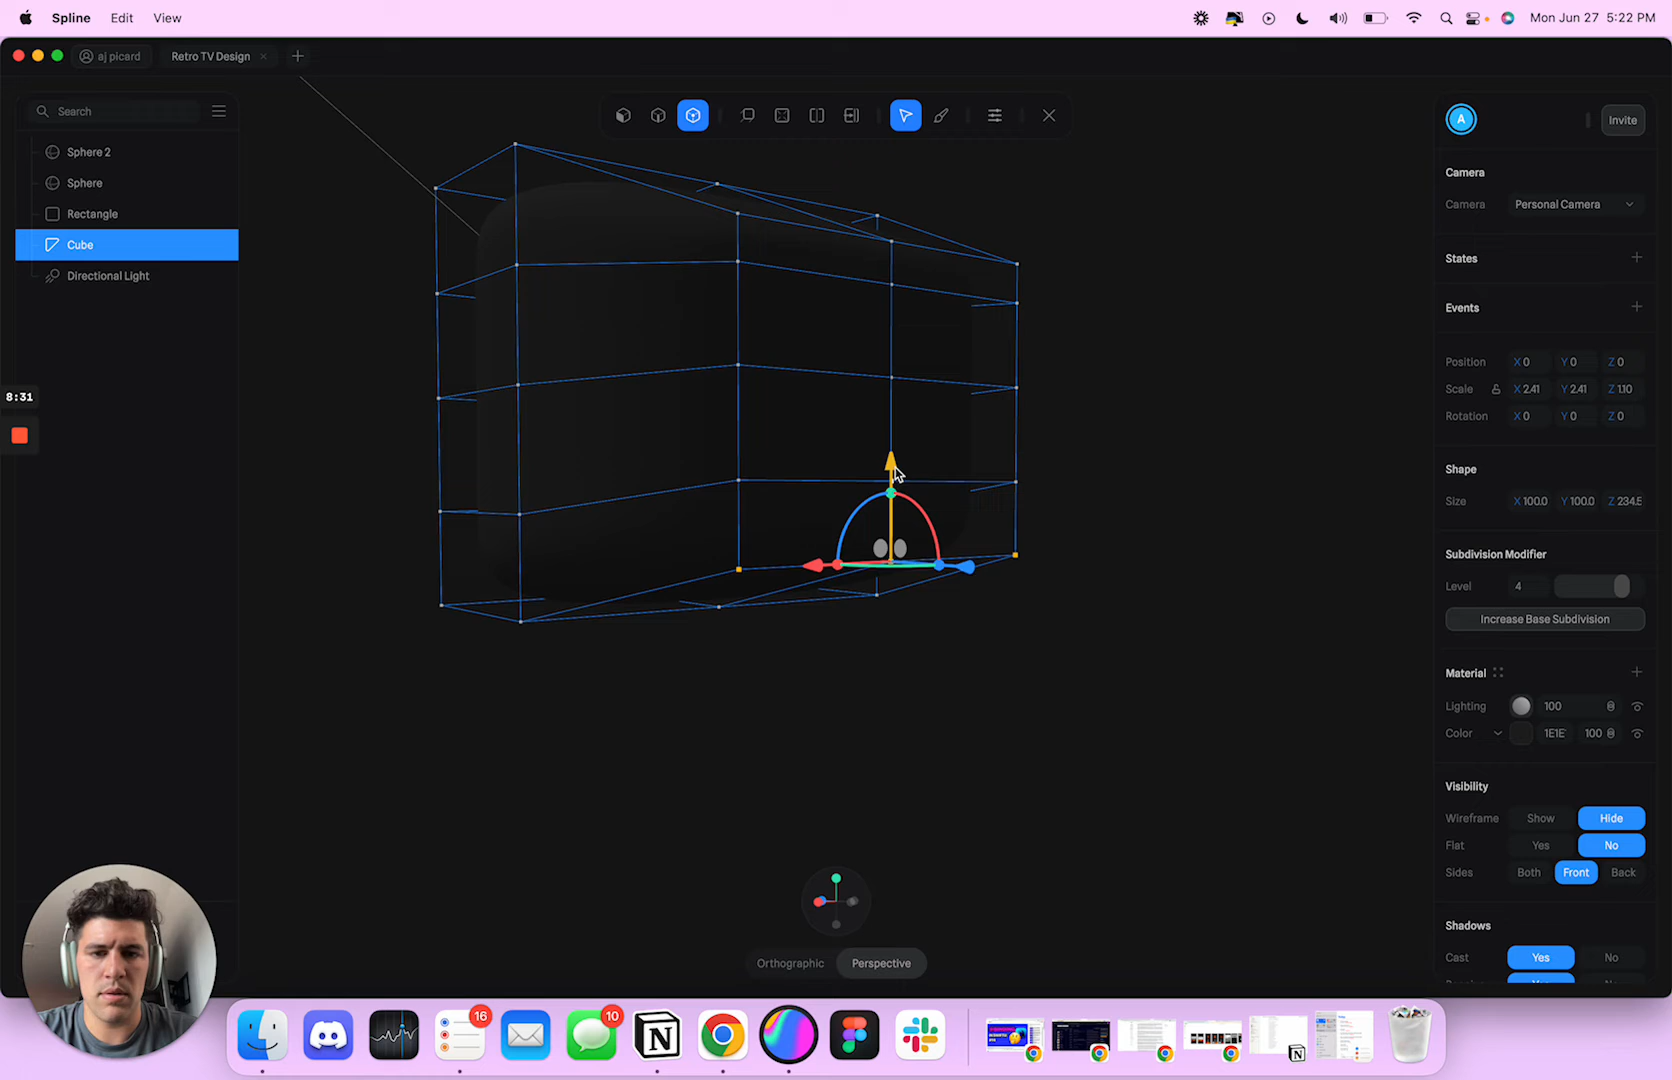 Spline Edit View
Mon Jun 27 5:22 PM
aj picard
Retro TV Design
Search
Sphere 2
Sphere
Rectangle
Cube
Directional Light
8:31
A
Invite
Camera
Camera Personal Camera
States
Events
Position X 0 Y 0 Z 0
Scale X 2.41 Y 2.41 Z 1.10
Rotation X 0 Y 0 Z 0
Shape
Size X 100.0 Y 100.0 Z 234.5
Subdivision Modifier
Level 4
Increase Base Subdivision
Material
Lighting 100
Color 1E1E 100
Visibility
Wireframe Show Hide
Flat Yes No
Sides Both Front Back
Shadows
Cast Yes No
Orthographic Perspective
16
10